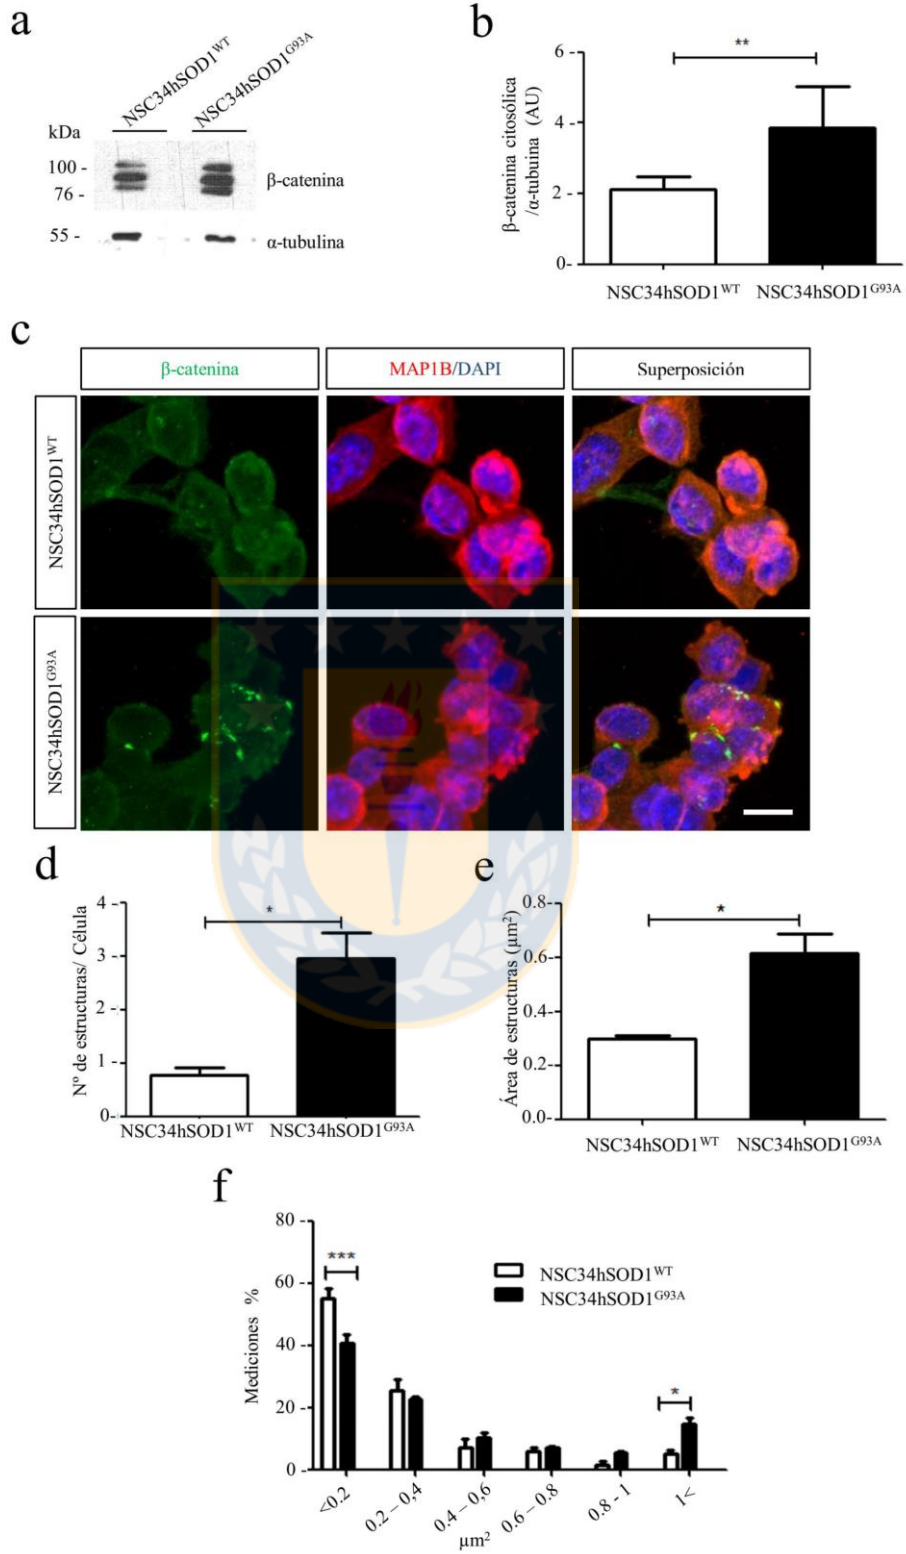 a
NSC34hSOD1WT
NSC34hSOD1G93A
kDa
100 -
76 -
55 -
β-catenina
α-tubulina
b
β-catenina citosólica
/α-tubuina (AU)
6
4
2
0
**
NSC34hSOD1WT NSC34hSOD1G93A
c
β-catenina
MAP1B/DAPI
Superposición
NSC34hSOD1WT
NSC34hSOD1G93A
d
Nº de estructuras/ Célula
4
3
2
1
0
*
NSC34hSOD1WT NSC34hSOD1G93A
e
Área de estructuras (µm²)
0.8
0.6
0.4
0.2
0.0
*
NSC34hSOD1WT NSC34hSOD1G93A
f
Mediciones %
80
60
40
20
0
***
*
NSC34hSOD1WT
NSC34hSOD1G93A
<0.2
0.2 – 0,4
0.4 – 0,6
0.6 – 0.8
0.8 - 1
1<
µm²